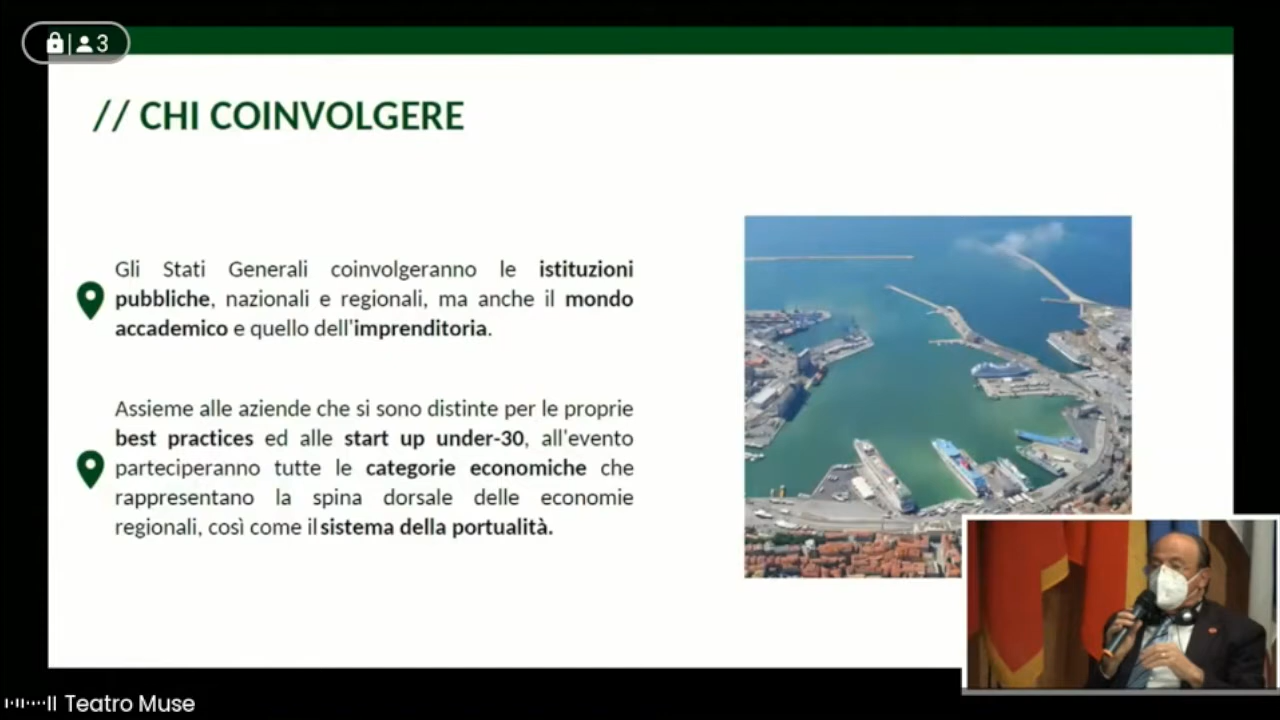 3
// CHI COINVOLGERE
Gli Stati Generali coinvolgeranno le istituzioni
pubbliche, nazionali e regionali, ma anche il mondo
accademico e quello dell'imprenditoria.
Assieme alle aziende che si sono distinte per le proprie
best practices ed alle start up under-30, all'evento
parteciperanno tutte le categorie economiche che
rappresentano la spina dorsale delle economie
regionali, così come il sistema della portualità.
Teatro Muse